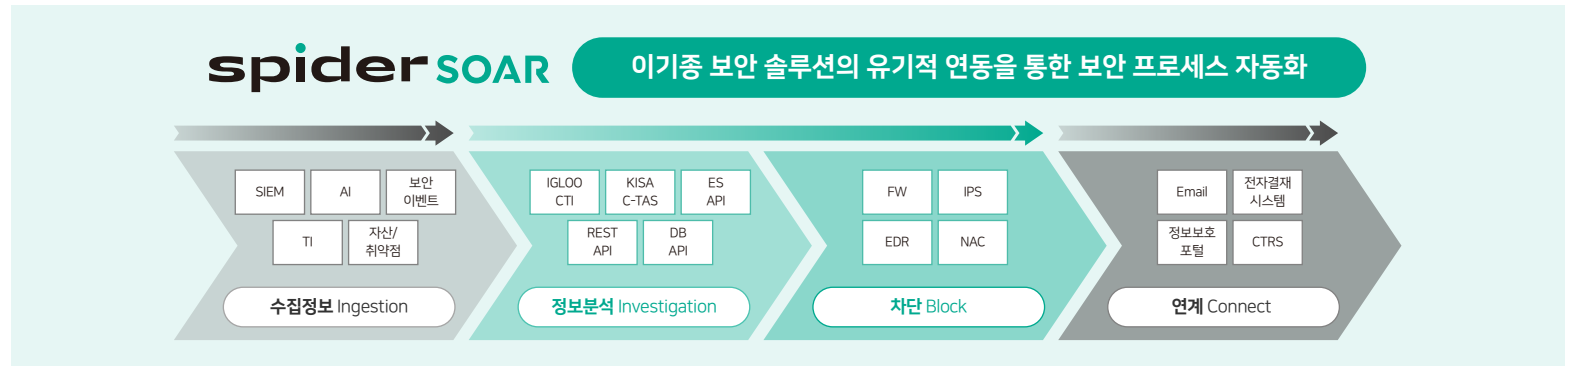 spider SOAR
이기종 보안 솔루션의 유기적 연동을 통한 보안 프로세스 자동화
SIEM
AI
보안
이벤트
TI
자산/
취약점
수집정보 Ingestion
IGLOO
CTI
KISA
C-TAS
ES
API
REST
API
DB
API
정보분석 Investigation
FW
IPS
EDR
NAC
차단 Block
Email
전자결재
시스템
정보보호
포털
CTRS
연계 Connect